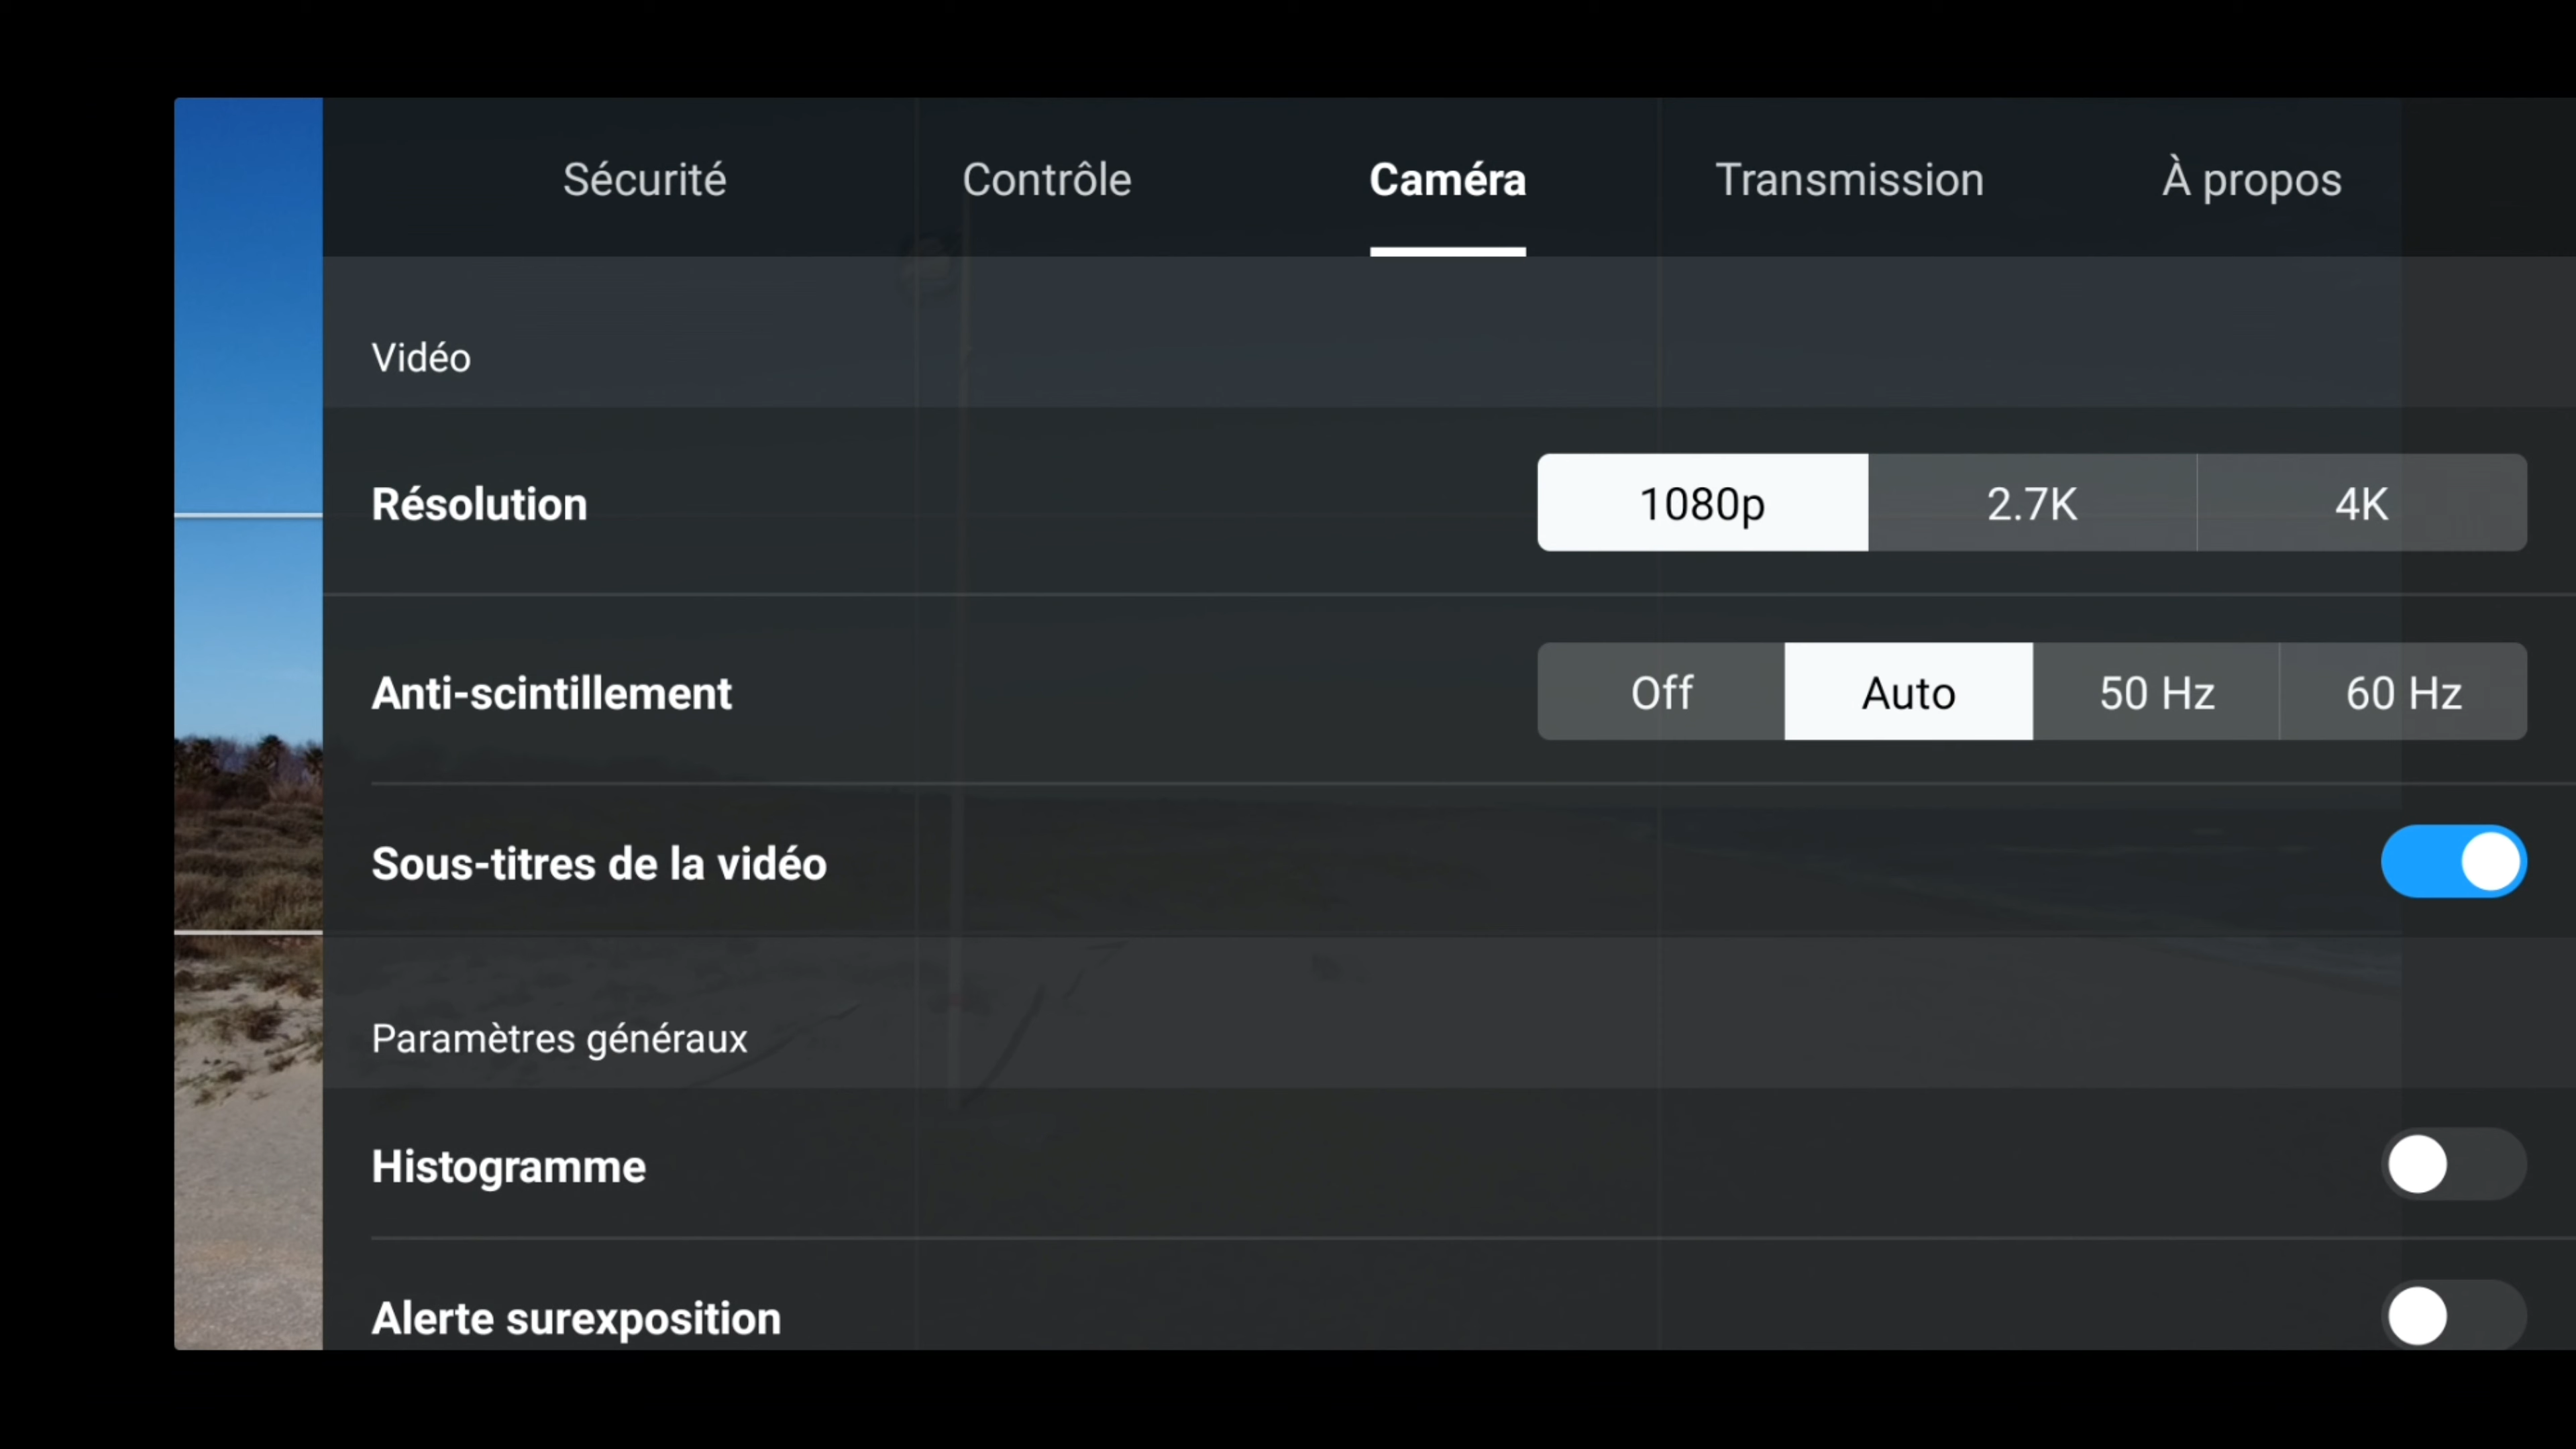 Sécurité Contrôle Caméra Transmission À propos
Vidéo
Résolution 1080p 2.7K 4K
Anti-scintillement Off Auto 50 Hz 60 Hz
Sous-titres de la vidéo
Paramètres généraux
Histogramme
Alerte surexposition